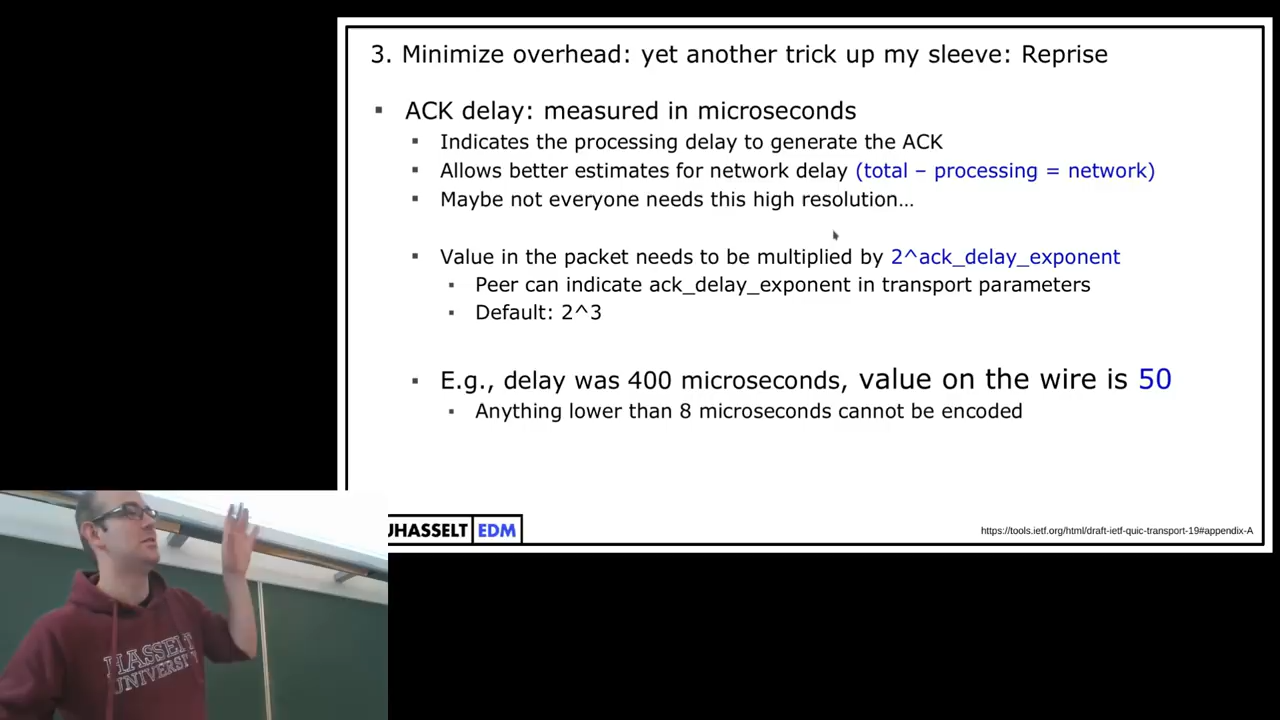 3. Minimize overhead: yet another trick up my sleeve: Reprise
▪ ACK delay: measured in microseconds
▪ Indicates the processing delay to generate the ACK
▪ Allows better estimates for network delay (total – processing = network)
▪ Maybe not everyone needs this high resolution…
▪ Value in the packet needs to be multiplied by 2^ack_delay_exponent
▪ Peer can indicate ack_delay_exponent in transport parameters
▪ Default: 2^3
▪ E.g., delay was 400 microseconds, value on the wire is 50
▪ Anything lower than 8 microseconds cannot be encoded
UHASSELT EDM
https://tools.ietf.org/html/draft-ietf-quic-transport-19#appendix-A
HASSELT
UNIVERSITY